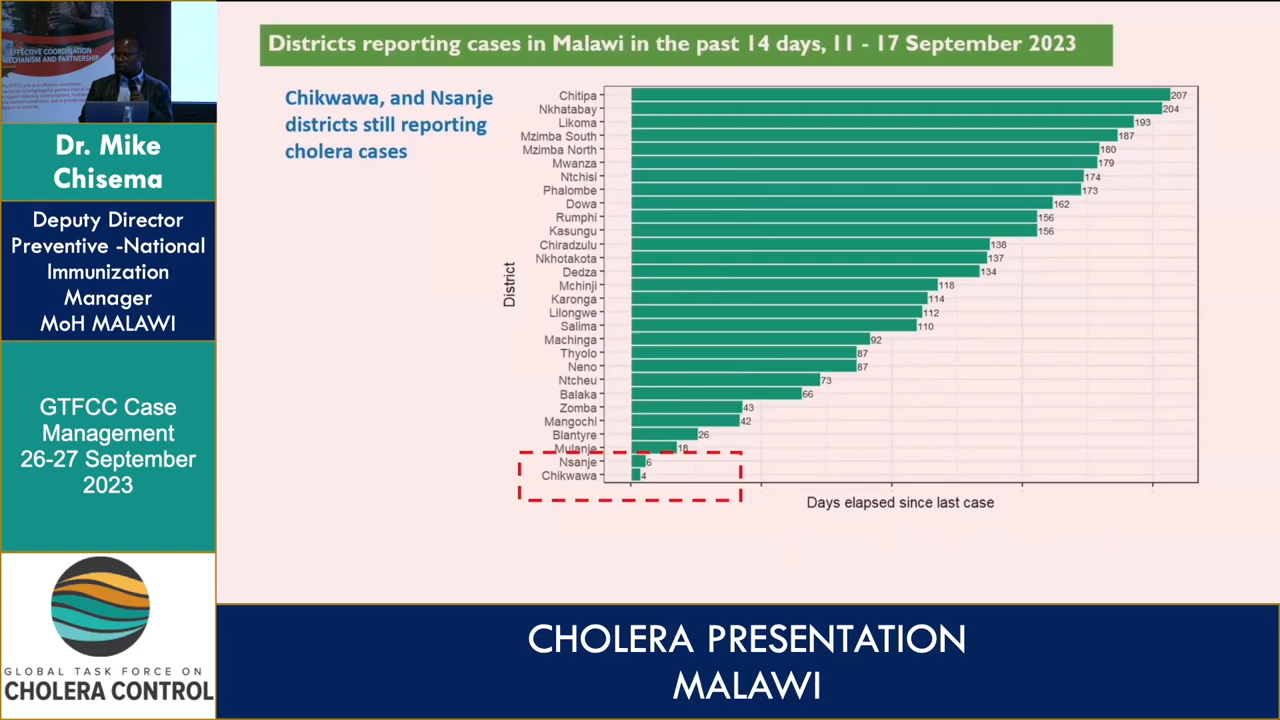 EFFECTIVE COORDINATION
MECHANISM AND PARTNERSHIP
Dr. Mike
Chisema
Deputy Director
Preventive -National
Immunization
Manager
MoH MALAWI
GTFCC Case
Management
26-27 September
2023
GLOBAL TASK FORCE ON
CHOLERA CONTROL
Districts reporting cases in Malawi in the past 14 days, 11 - 17 September 2023
Chikwawa, and Nsanje
districts still reporting
cholera cases
District
Chitipa 207
Nkhatabay 204
Likoma 193
Mzimba South 187
Mzimba North 180
Mwanza 179
Ntchisi 174
Phalombe 173
Dowa 162
Rumphi 156
Kasungu 156
Chiradzulu 138
Nkhotakota 137
Dedza 134
Mchinji 118
Karonga 114
Lilongwe 112
Salima 110
Machinga 92
Thyolo 87
Neno 87
Ntcheu 73
Balaka 66
Zomba 43
Mangochi 42
Blantyre 26
Mulanje 18
Nsanje 6
Chikwawa 4
Days elapsed since last case
CHOLERA PRESENTATION
MALAWI